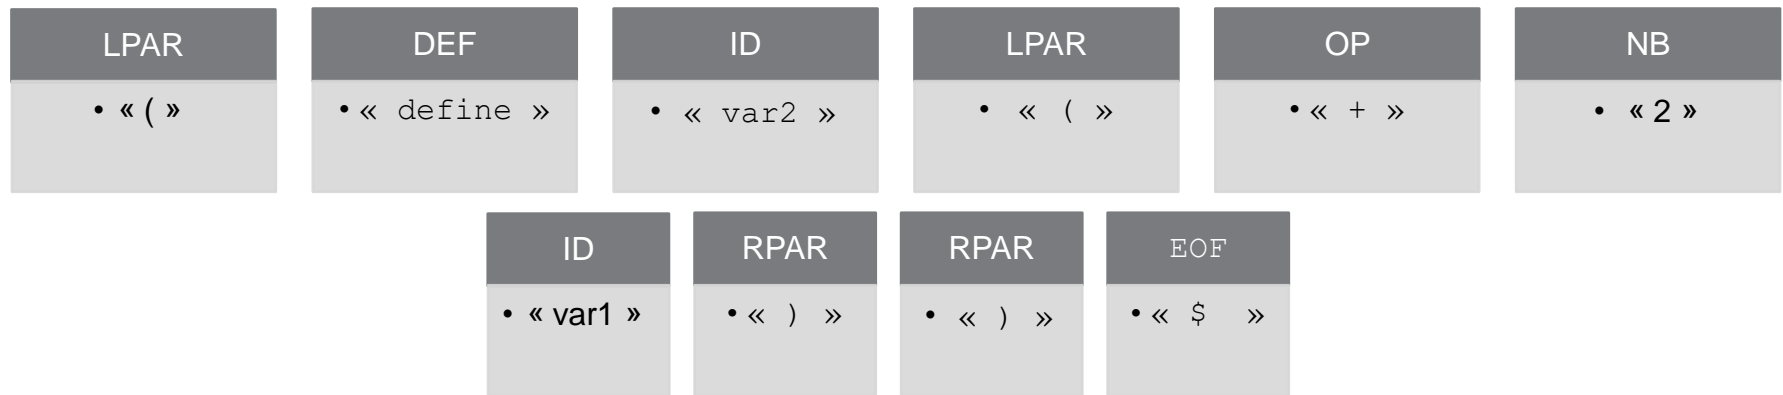 LPAR DEF ID LPAR OP NB
• « ( » • « define » • « var2 » • « ( » • « + » • « 2 »
ID RPAR RPAR EOF
• « var1 » • « ) » • « ) » • « $ »